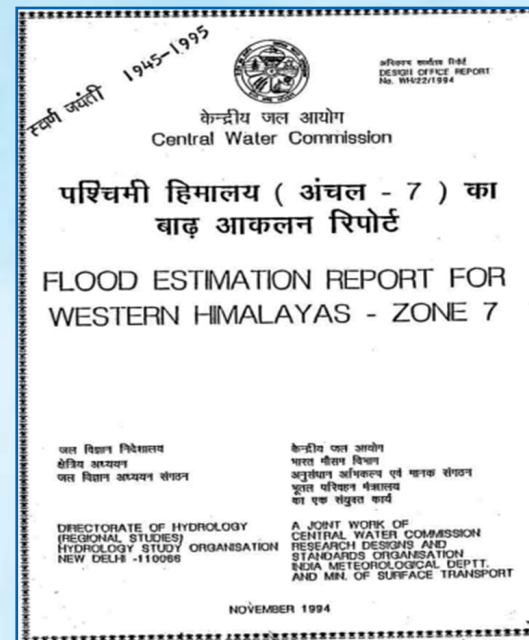 स्वर्ण जयंती 1945-1995
अभिकल्प कार्यालय रिपोर्ट
DESIGN OFFICE REPORT
No. WH/22/1994
केन्द्रीय जल आयोग
Central Water Commission
पश्चिमी हिमालय ( अंचल - 7 ) का
बाढ़ आकलन रिपोर्ट
FLOOD ESTIMATION REPORT FOR
WESTERN HIMALAYAS - ZONE 7
जल विज्ञान निदेशालय
क्षेत्रिय अध्ययन
जल विज्ञान अध्ययन संगठन
केन्द्रीय जल आयोग
भारत मौसम विभाग
अनुसंधान अभिकल्प एवं मानक संगठन
भूतल परिवहन मंत्रालय
का एक संयुक्त कार्य
DIRECTORATE OF HYDROLOGY
(REGIONAL STUDIES)
HYDROLOGY STUDY ORGANISATION
NEW DELHI -110066
A JOINT WORK OF
CENTRAL WATER COMMISSION
RESEARCH DESIGNS AND
STANDARDS ORGANISATION
INDIA METEOROLOGICAL DEPTT.
AND MIN. OF SURFACE TRANSPORT
NOVEMBER 1994